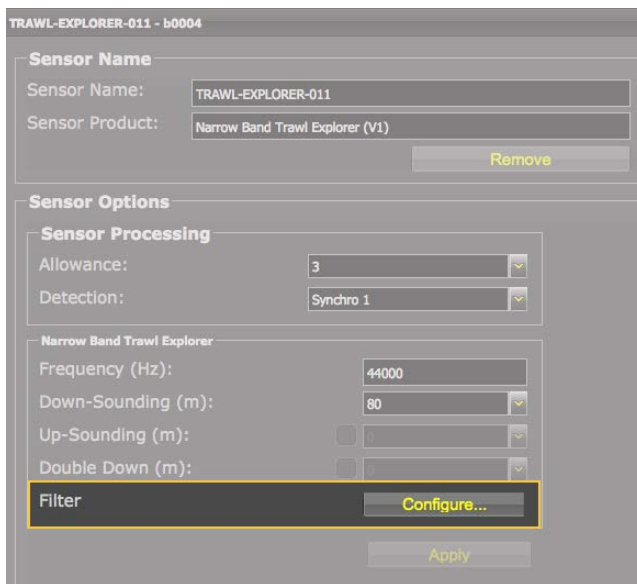 TRAWL-EXPLORER-011 - b0004
Sensor Name
Sensor Name: TRAWL-EXPLORER-011
Sensor Product: Narrow Band Trawl Explorer (V1)
Remove
Sensor Options
Sensor Processing
Allowance: 3
Detection: Synchro 1
Narrow Band Trawl Explorer
Frequency (Hz): 44000
Down-Sounding (m): 80
Up-Sounding (m): 0
Double Down (m): 0
Filter Configure...
Apply